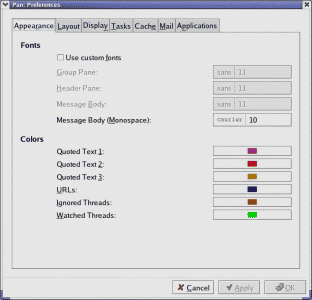 Pan: Preferences
Appearance Layout Display Tasks Cache Mail Applications
Fonts
Use custom fonts
Group Pane: sans 11
Header Pane: sans 11
Message Body: sans 11
Message Body (Monospace): courier 10
Colors
Quoted Text 1:
Quoted Text 2:
Quoted Text 3:
URLs:
Ignored Threads:
Watched Threads:
Cancel Apply OK